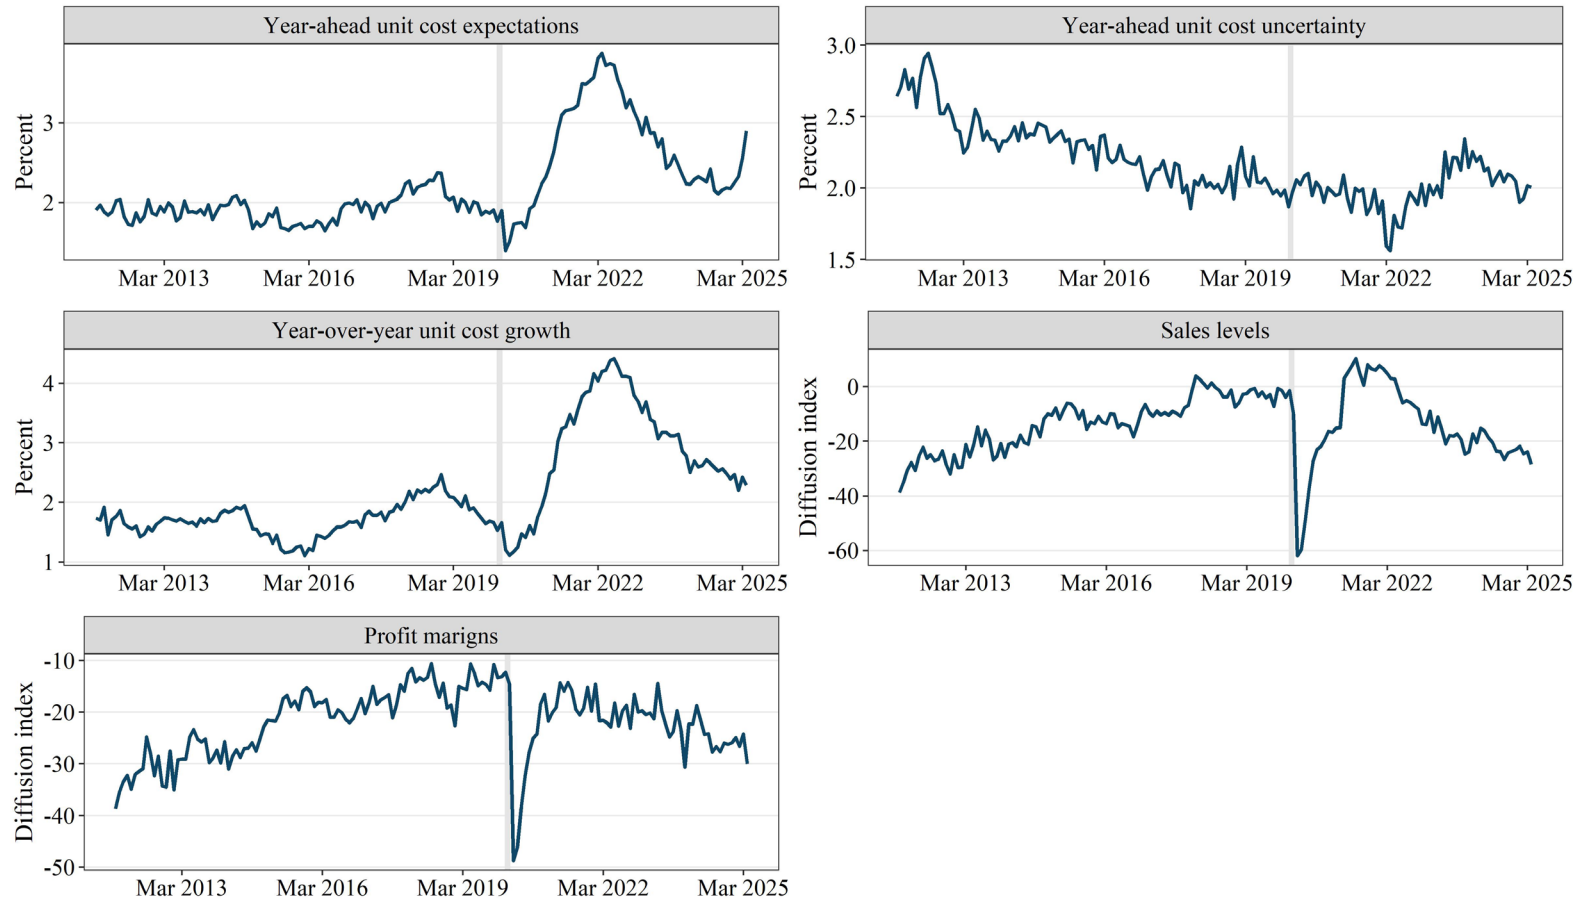 Year-ahead unit cost expectations
Percent
3
2
Mar 2013 Mar 2016 Mar 2019 Mar 2022 Mar 2025
Year-ahead unit cost uncertainty
Percent
3.0
2.5
2.0
1.5
Mar 2013 Mar 2016 Mar 2019 Mar 2022 Mar 2025
Year-over-year unit cost growth
Percent
4
3
2
1
Mar 2013 Mar 2016 Mar 2019 Mar 2022 Mar 2025
Sales levels
Diffusion index
0
-20
-40
-60
Mar 2013 Mar 2016 Mar 2019 Mar 2022 Mar 2025
Profit marigns
Diffusion index
-10
-20
-30
-40
-50
Mar 2013 Mar 2016 Mar 2019 Mar 2022 Mar 2025